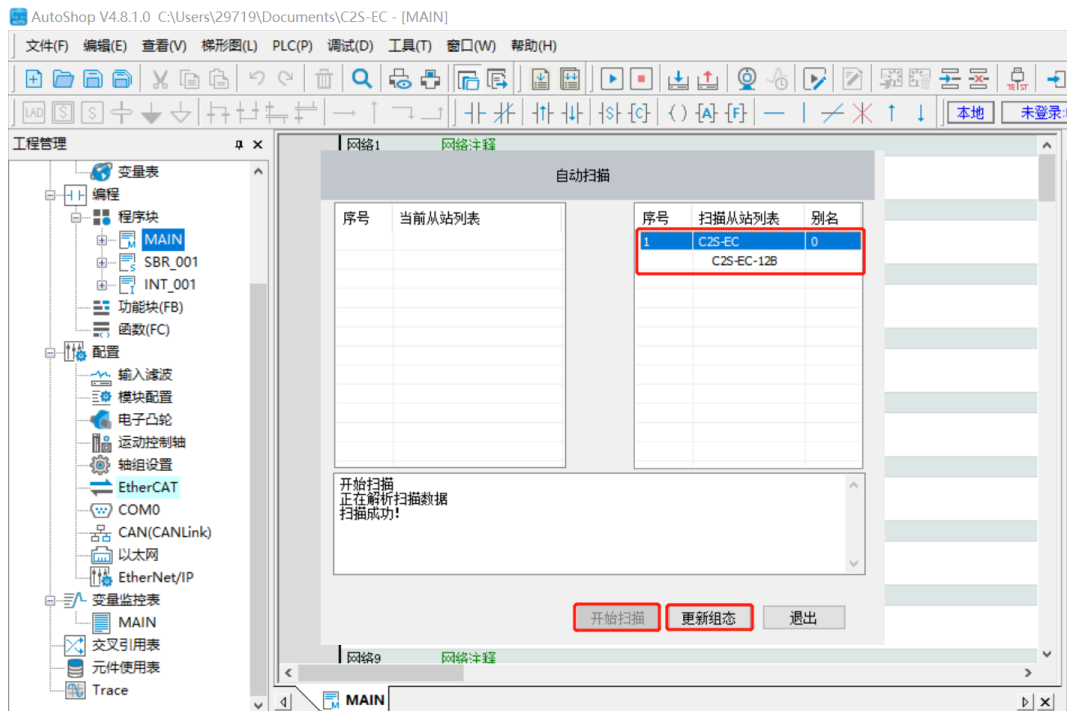 AutoShop V4.8.1.0 C:\Users\29719\Documents\C2S-EC - [MAIN]
文件(F) 编辑(E) 查看(V) 梯形图(L) PLC(P) 调试(D) 工具(T) 窗口(W) 帮助(H)
TEST
LAD S S S C A F 本地 未登录:
工程管理
变量表
编程
程序块
MAIN
SBR_001
INT_001
功能块(FB)
函数(FC)
配置
输入滤波
模块配置
电子凸轮
运动控制轴
轴组设置
EtherCAT
COM0
CAN(CANLink)
以太网
EtherNet/IP
变量监控表
MAIN
交叉引用表
元件使用表
Trace
网络1 网络注释
自动扫描
序号 当前从站列表
序号 扫描从站列表 别名
1 C2S-EC 0
C2S-EC-12B
开始扫描
正在解析扫描数据
扫描成功!
开始扫描 更新组态 退出
网络9 网络注释
MAIN